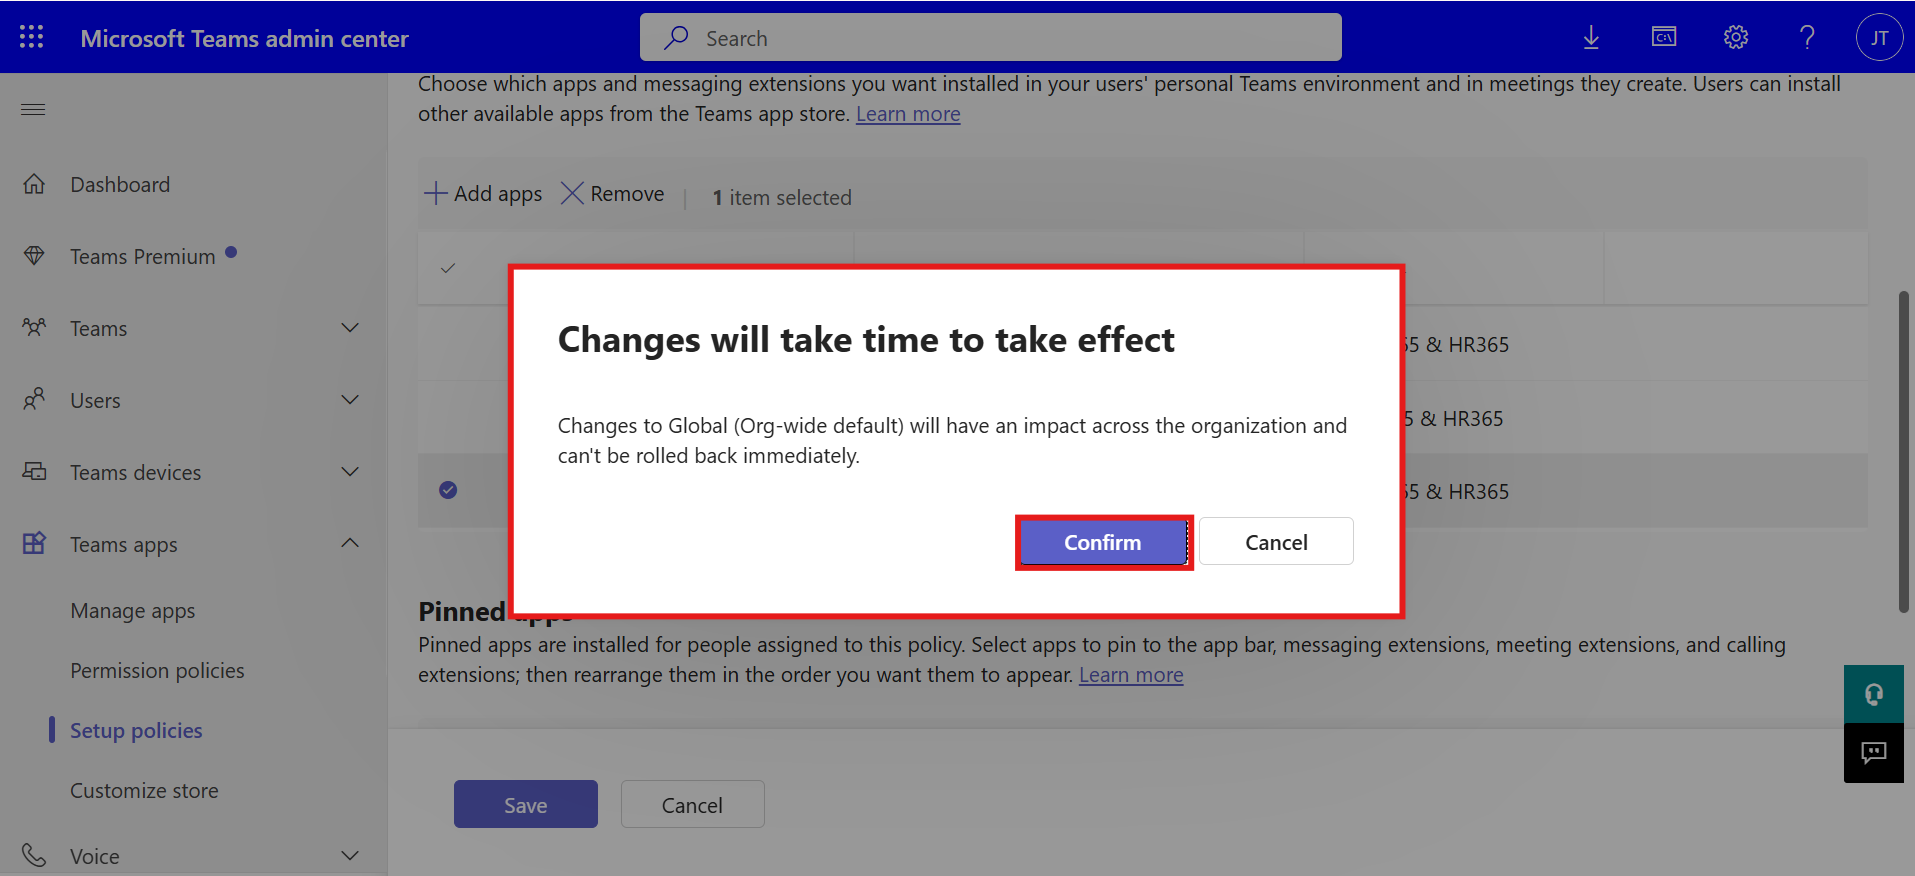 Microsoft Teams admin center
Search
C:\
JT
Choose which apps and messaging extensions you want installed in your users' personal Teams environment and in meetings they create. Users can install
other available apps from the Teams app store. Learn more
Dashboard
Teams Premium
Teams
Users
Teams devices
Teams apps
Manage apps
Permission policies
Setup policies
Customize store
Voice
Add apps
Remove
1 item selected
Changes will take time to take effect
Changes to Global (Org-wide default) will have an impact across the organization and
can't be rolled back immediately.
Confirm
Cancel
& HR365
& HR365
& HR365
Pinned
Pinned apps are installed for people assigned to this policy. Select apps to pin to the app bar, messaging extensions, meeting extensions, and calling
extensions; then rearrange them in the order you want them to appear. Learn more
Save
Cancel